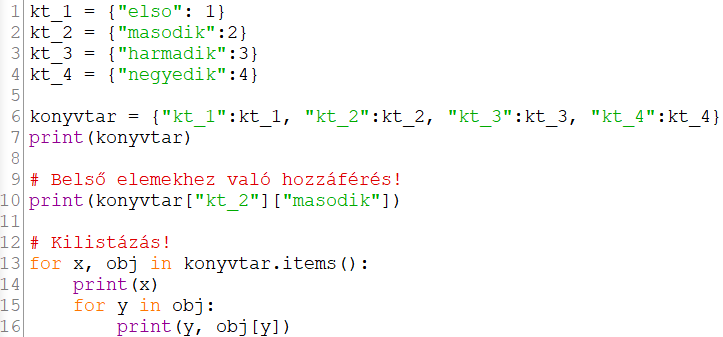 1 kt_1 = {"elso": 1}
2 kt_2 = {"masodik":2}
3 kt_3 = {"harmadik":3}
4 kt_4 = {"negyedik":4}
5
6 konyvtar = {"kt_1":kt_1, "kt_2":kt_2, "kt_3":kt_3, "kt_4":kt_4}
7 print(konyvtar)
8
9 # Belső elemekhez való hozzáférés!
10 print(konyvtar["kt_2"]["masodik"])
11
12 # Kilistázás!
13 for x, obj in konyvtar.items():
14     print(x)
15     for y in obj:
16         print(y, obj[y])